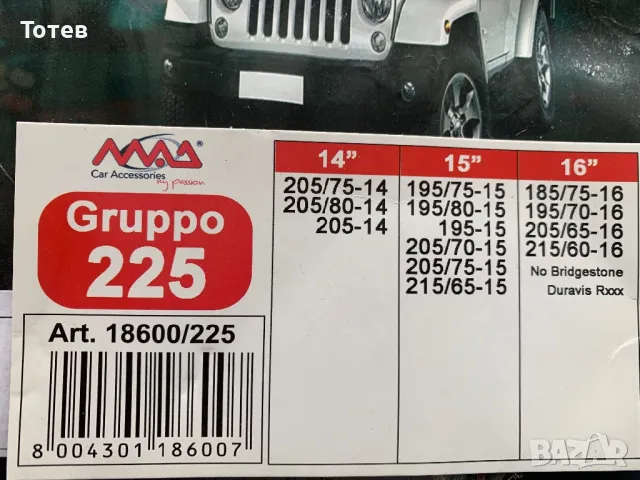 Тотев
MMA
Car Accessories
my passion
Gruppo
225
Art. 18600/225
8 004301 186007
14”
205/75-14
205/80-14
205-14
15”
195/75-15
195/80-15
195-15
205/70-15
205/75-15
215/65-15
16”
185/75-16
195/70-16
205/65-16
215/60-16
No Bridgestone
Duravis Rxxx
BAZAR